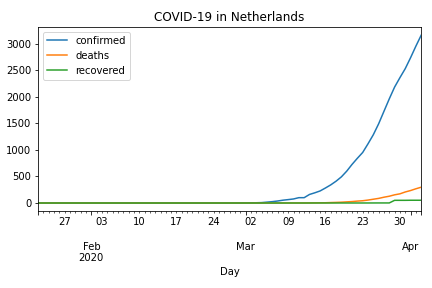 COVID-19 in Netherlands
confirmed
deaths
recovered
3000
2500
2000
1500
1000
500
0
27 03 10 17 24 02 09 16 23 30
Feb Mar Apr
2020
Day